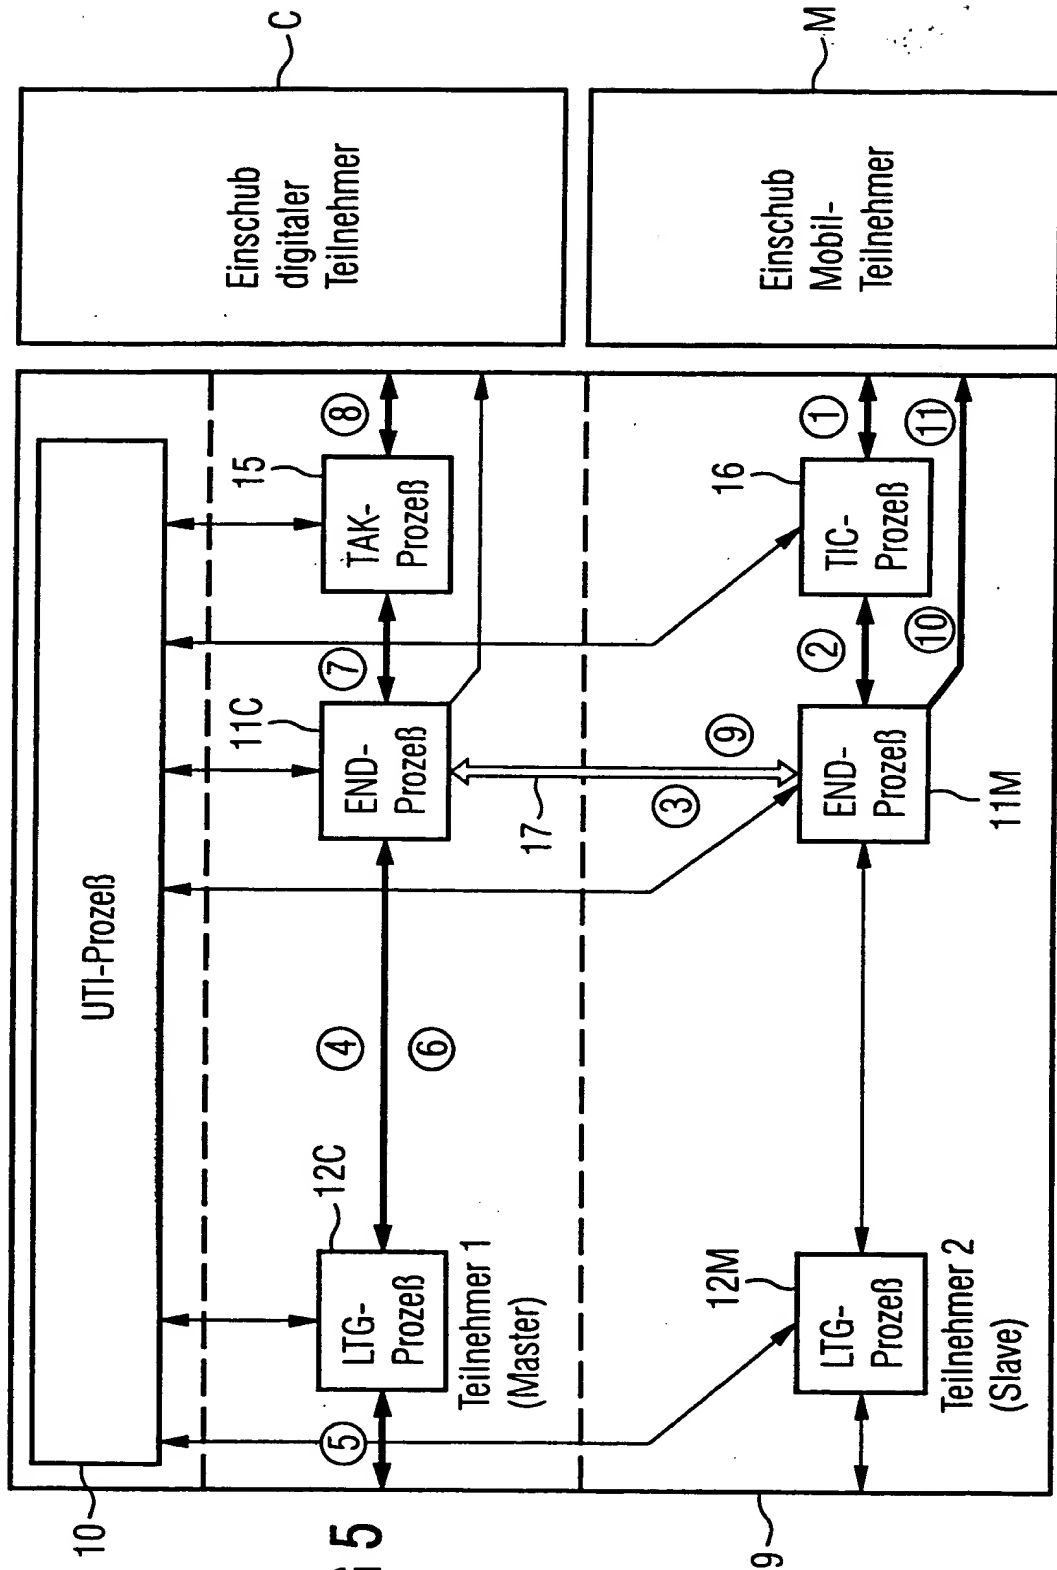 10
UTI-Prozeß
C
Einschub
digitaler
Teilnehmer
5
LTG-
Prozeß
12C
Teilnehmer 1
(Master)
4
6
END-
Prozeß
11C
7
TAK-
Prozeß
15
8
17
3
9
M
Einschub
Mobil-
Teilnehmer
LTG-
Prozeß
12M
Teilnehmer 2
(Slave)
END-
Prozeß
11M
2
TIC-
Prozeß
16
1
10
11
9
5